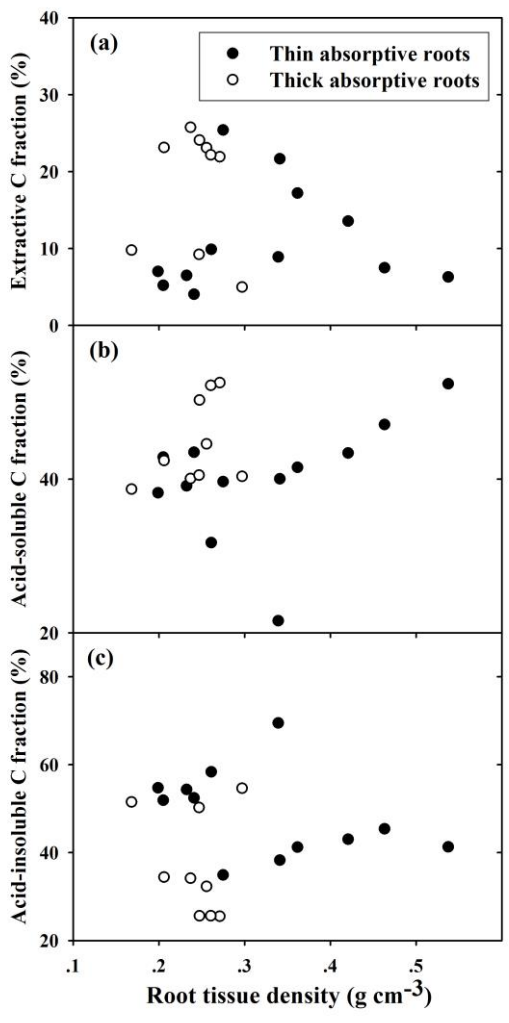 (a)
Thin absorptive roots
Thick absorptive roots
40
30
20
10
0
Extractive C fraction (%)
(b)
40
20
Acid-soluble C fraction (%)
(c)
80
60
40
20
Acid-insoluble C fraction (%)
.1 .2 .3 .4 .5
Root tissue density (g cm-3)